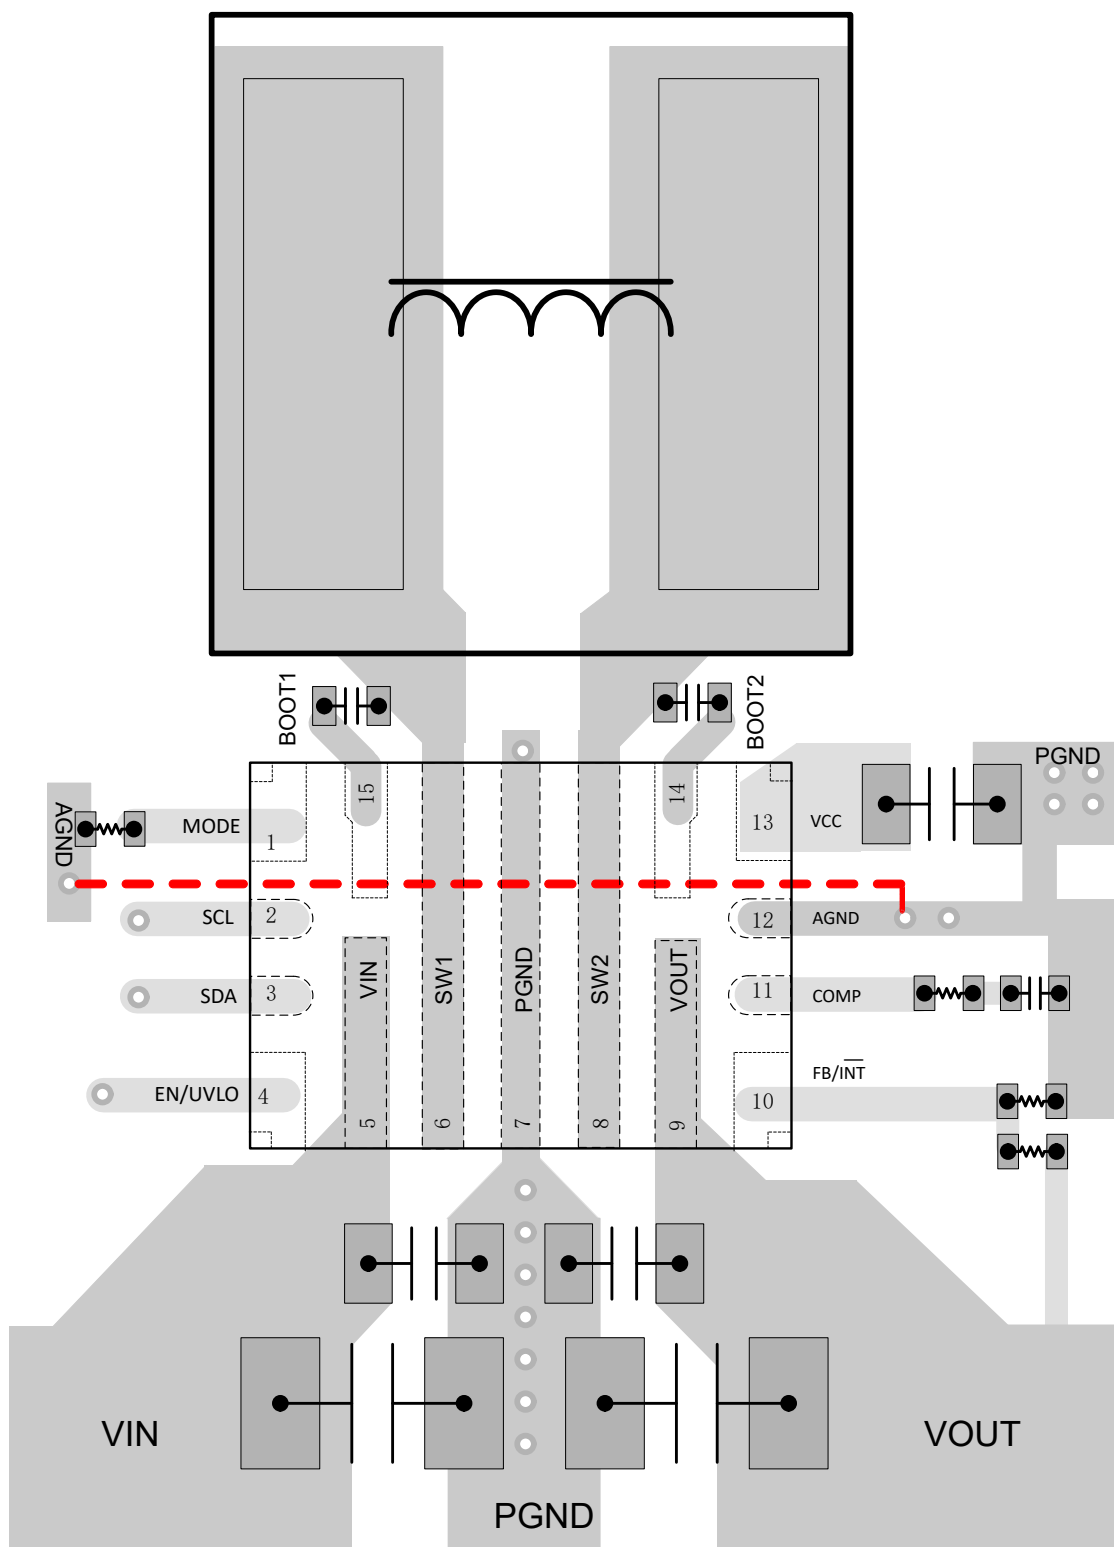 BOOT1
BOOT2
PGND
AGND
MODE
1
15
14
13
VCC
SCL
2
12
AGND
SDA
3
VIN
SW1
PGND
SW2
VOUT
11
COMP
EN/UVLO
4
5
6
7
8
9
10
FB/INT
VIN
VOUT
PGND